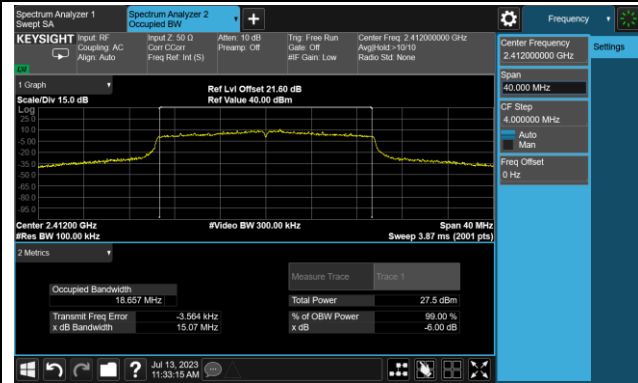 Spectrum Analyzer 1
Swept SA
Spectrum Analyzer 2
Occupied BW
+
Frequency
KEYSIGHT
Input: RF
Coupling: AC
Align: Auto
Input Z: 50 Ω
Corr CCorr
Freq Ref: Int (S)
Atten: 10 dB
Preamp: Off
Trig: Free Run
Gate: Off
#IF Gain: Low
Center Freq: 2.412000000 GHz
Avg|Hold:>10/10
Radio Std: None
LXI
Center Frequency
2.412000000 GHz
Settings
Span
40.000 MHz
CF Step
4.000000 MHz
Auto
Man
Freq Offset
0 Hz
1 Graph
Scale/Div 15.0 dB
Ref Lvl Offset 21.60 dB
Ref Value 40.00 dBm
Log
25.0
10.0
-5.00
-20.0
-35.0
-50.0
-65.0
-80.0
-95.0
Center 2.41200 GHz
#Res BW 100.00 kHz
#Video BW 300.00 kHz
Span 40 MHz
Sweep 3.87 ms (2001 pts)
2 Metrics
Measure Trace
Trace 1
Occupied Bandwidth
18.657 MHz
Total Power
27.5 dBm
Transmit Freq Error
-3.564 kHz
% of OBW Power
99.00 %
x dB Bandwidth
15.07 MHz
x dB
-6.00 dB
?
Jul 13, 2023
11:33:15 AM